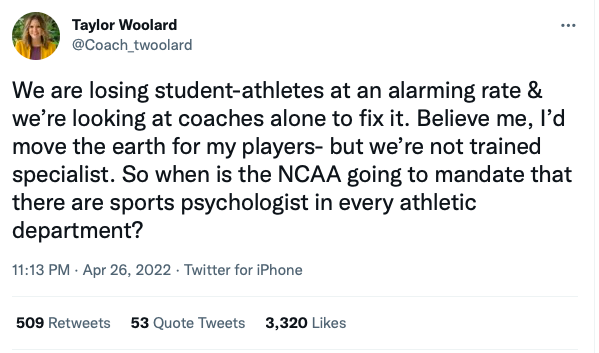 Taylor Woolard
@Coach_twoolard
We are losing student-athletes at an alarming rate &
we're looking at coaches alone to fix it. Believe me, I'd
move the earth for my players- but we're not trained
specialist. So when is the NCAA going to mandate that
there are sports psychologist in every athletic
department?
11:13 PM · Apr 26, 2022 · Twitter for iPhone
509 Retweets 53 Quote Tweets 3,320 Likes